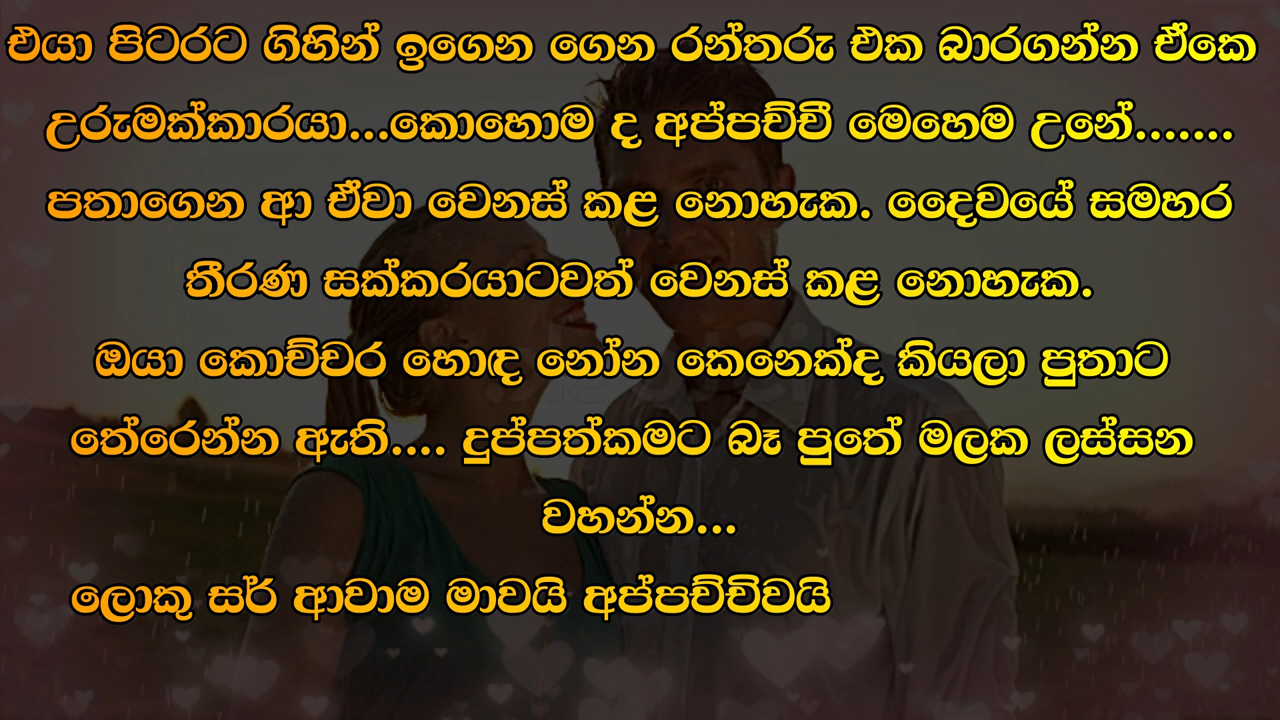 එයා පිටරට ගිහින් ඉගෙන ගෙන රන්තරු එක බාරගන්න ඒකෙ
උරුමක්කාරයා...කොහොම ද අප්පච්චී මෙහෙම උනේ.......
පතාගෙන ආ ඒවා වෙනස් කළ නොහැක. දෛවයේ සමහර
තීරණ සක්කරයාටවත් වෙනස් කළ නොහැක.
ඔයා කොච්චර හොඳ නෝන කෙනෙක්ද කියලා පුතාට
තේරෙන්න ඇති.... දුප්පත්කමට බෑ පුතේ මලක ලස්සන
වහන්න...
ලොකු සර් ආවාම මාවයි අප්පච්චිවයි